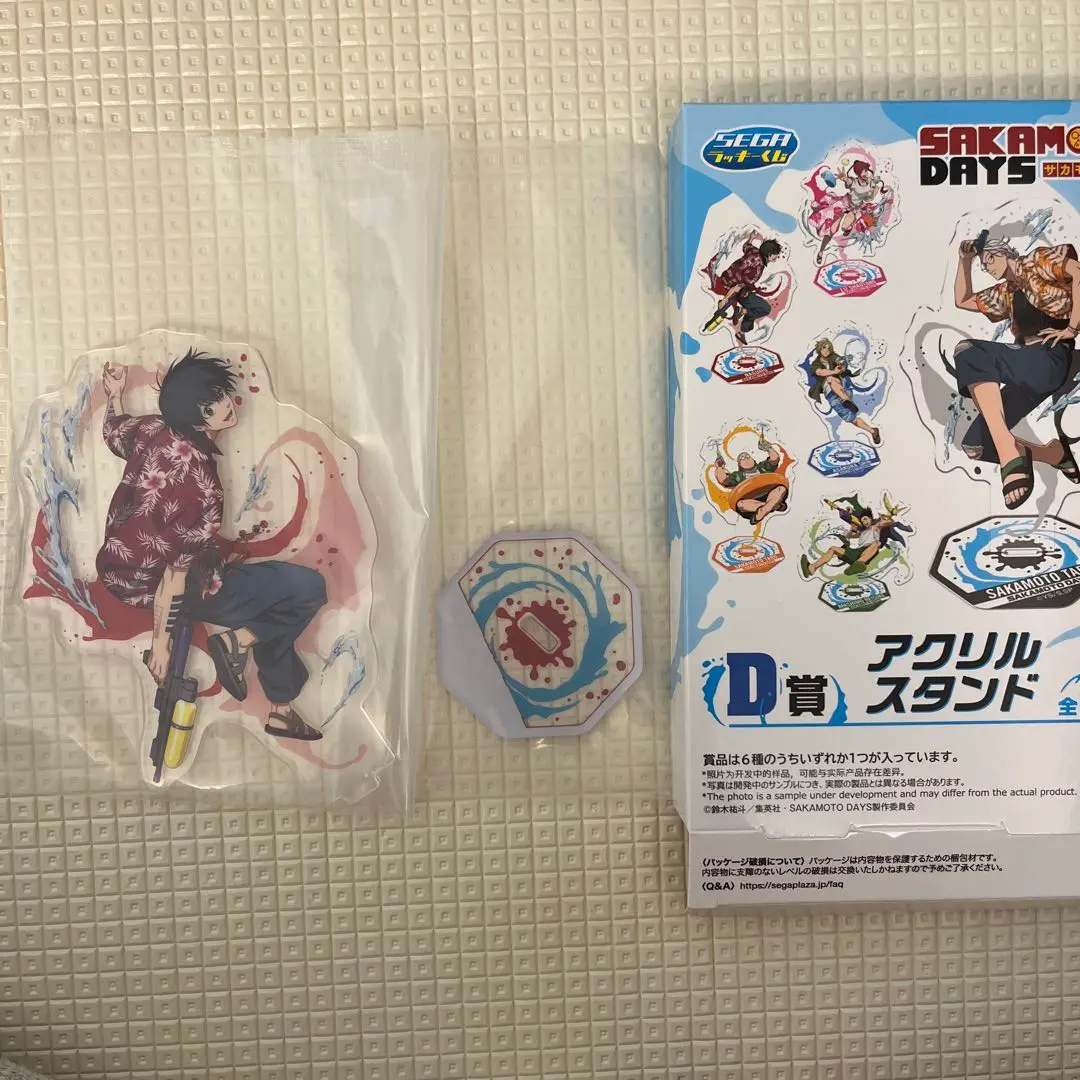 SEGA
ラッキーくじ
SAKAMO
DAYS
サカモ
SAKAMOTO TA
SAKAMOTO DA
D賞
アクリル
スタンド
全
賞品は6種のうちいずれか1つが入っています。
*照片为开发中的样品，可能与实际产品存在差异。
*写真は開発中のサンプルにつき、実際の製品とは異なる場合があります。
*The photo is a sample under development and may differ from the actual product.
©鈴木祐斗／集英社・SAKAMOTO DAYS製作委員会
〈パッケージ破損について〉パッケージは内容物を保護するための梱包材です。
内容物に支障のないレベルの破損は交換いたしかねますので予めご了承ください。
〈Q&A〉https://segaplaza.jp/faq